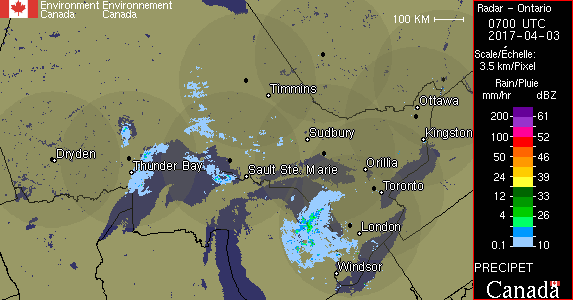 Environment Environnement
Canada Canada
100 KM
Timmins
Ottawa
Sudbury
Kingston
Dryden
Thunder Bay
Sault Ste. Marie
Orillia
Toronto
London
Windsor
Radar - Ontario
0700 UTC
2017-04-03
Scale/Échelle:
3.5 km/Pixel
Rain/Pluie
mm/hr dBZ
200 61
100 52
50 46
24 39
12 33
4 26
0.1 10
PRECIPET
Canada